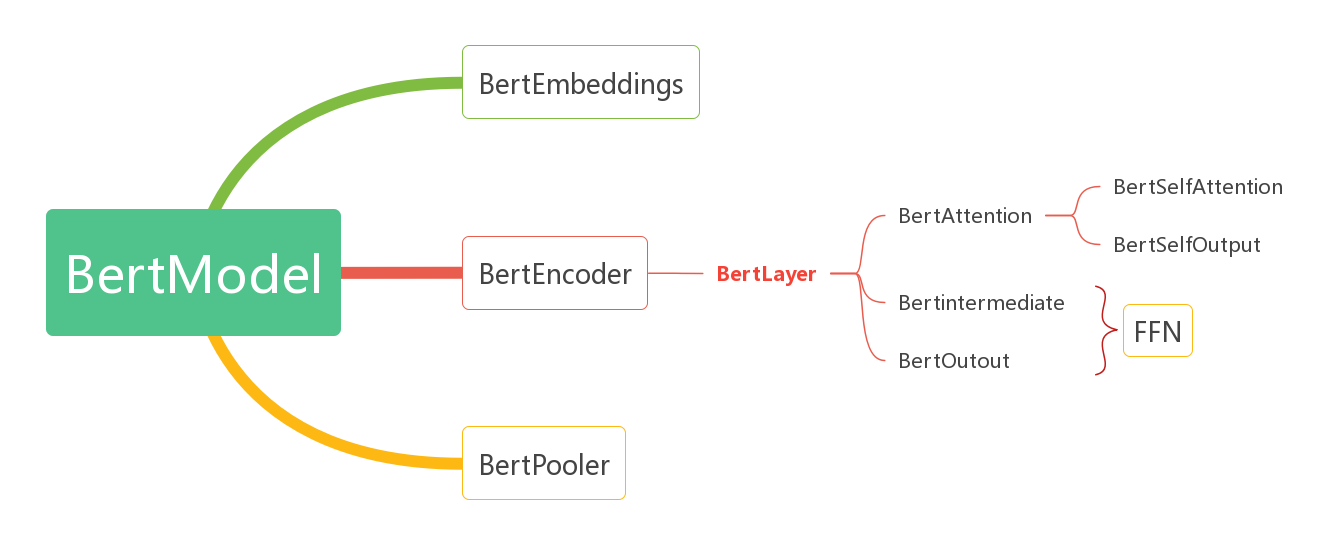 BertModel
BertEmbeddings
BertEncoder
BertPooler
BertLayer
BertAttention
BertSelfAttention
BertSelfOutput
Bertintermediate
BertOutout
FFN